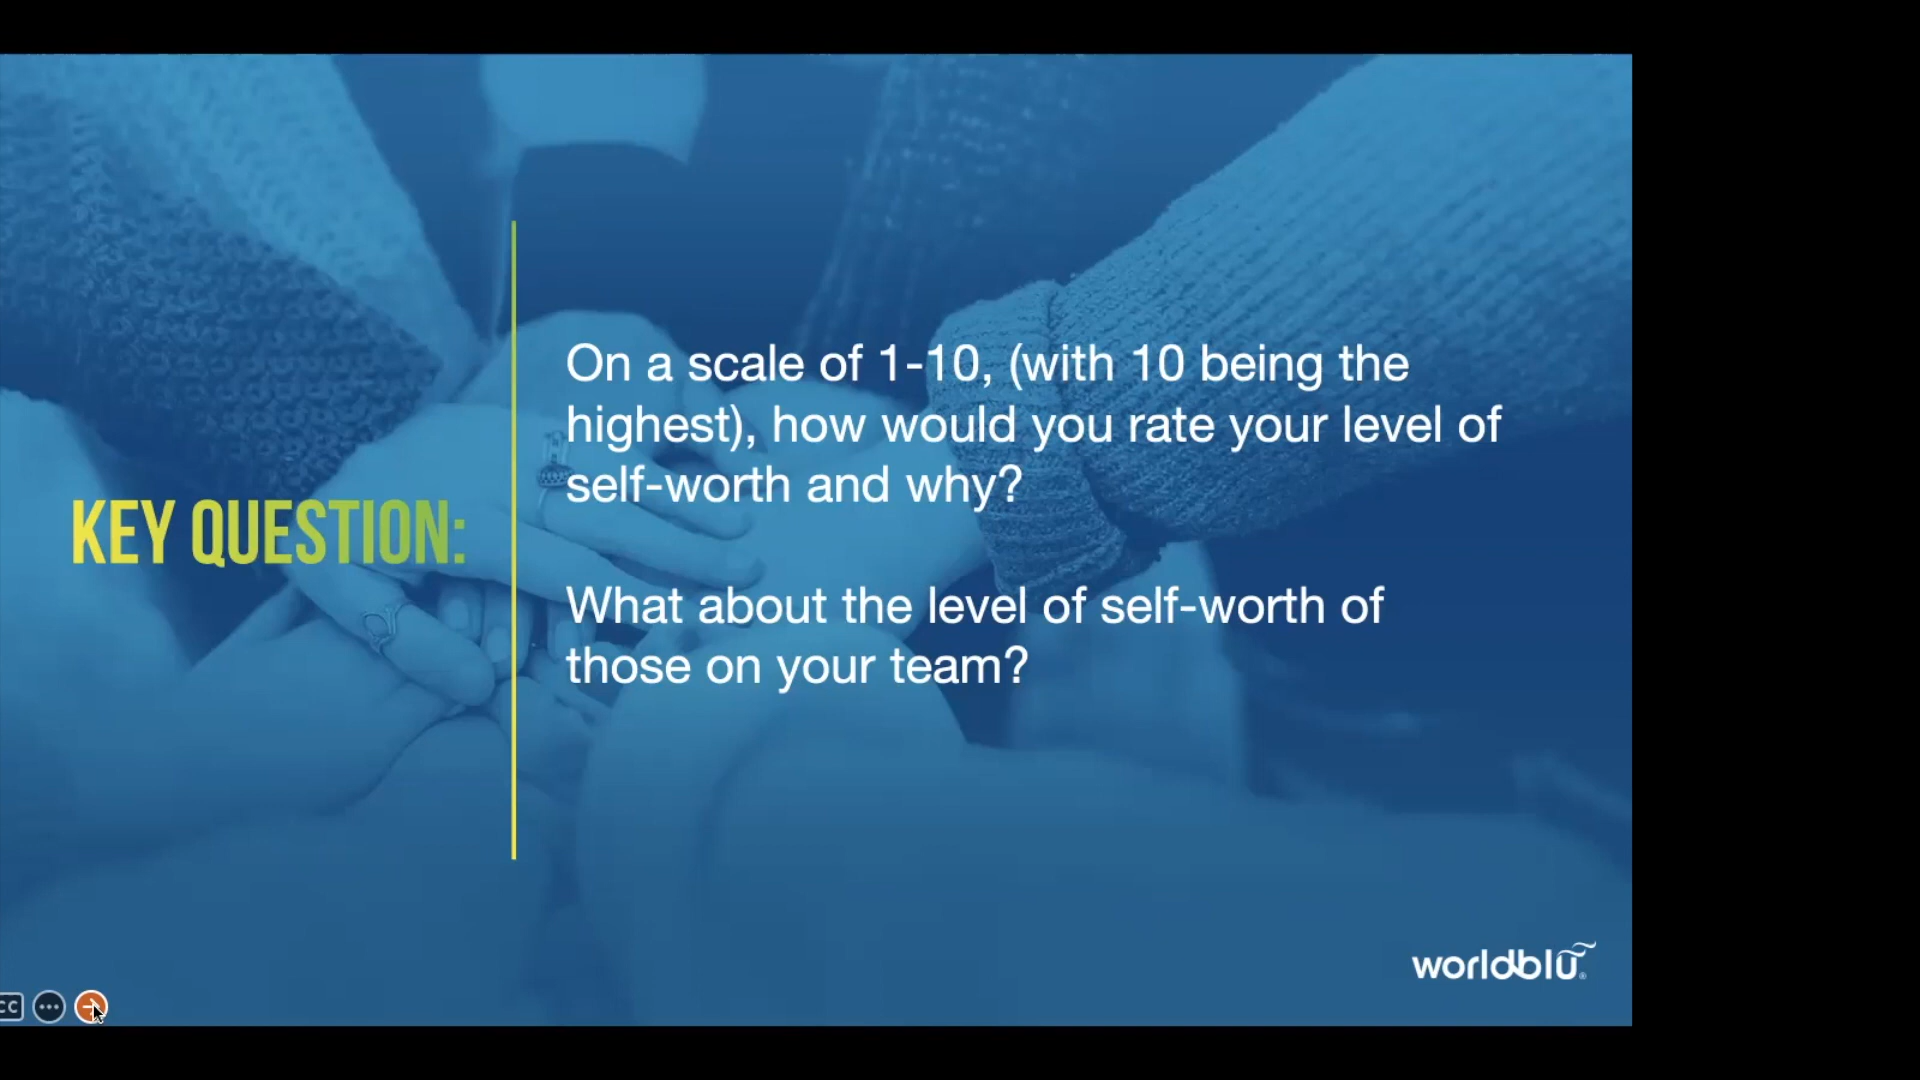 KEY QUESTION:
On a scale of 1-10, (with 10 being the
highest), how would you rate your level of
self-worth and why?
What about the level of self-worth of
those on your team?
worldblu®
CC